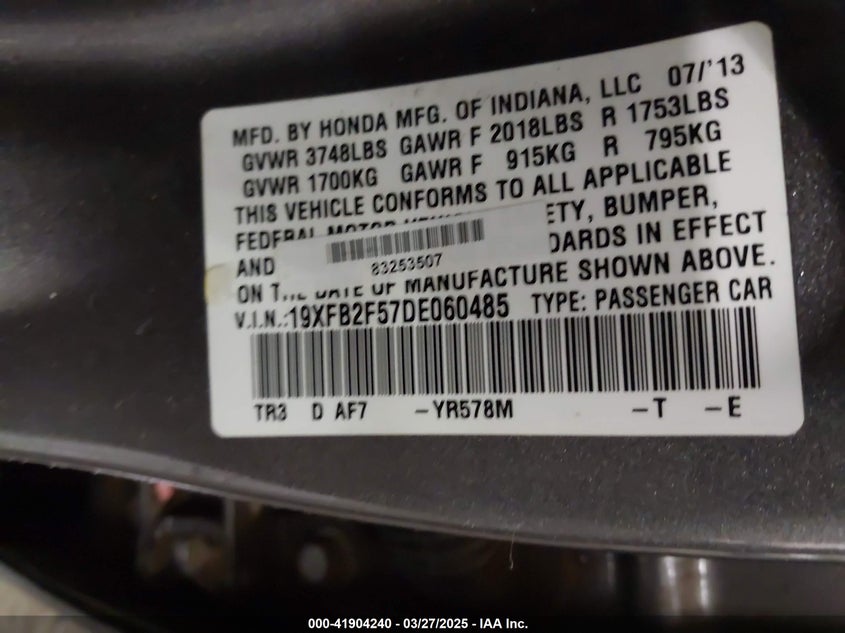 MFD. BY HONDA MFG. OF INDIANA, LLC 07/'13
GVWR 3748LBS GAWR F 2018LBS R 1753LBS
GVWR 1700KG GAWR F 915KG R 795KG
THIS VEHICLE CONFORMS TO ALL APPLICABLE
FEDERAL MOTOR ETY, BUMPER,
AND DARDS IN EFFECT
83253507
ON THE DATE OF MANUFACTURE SHOWN ABOVE.
V.I.N.:19XFB2F57DE060485 TYPE: PASSENGER CAR
TR3 D AF7 -YR578M -T -E
000-41904240 - 03/27/2025 - IAA Inc.